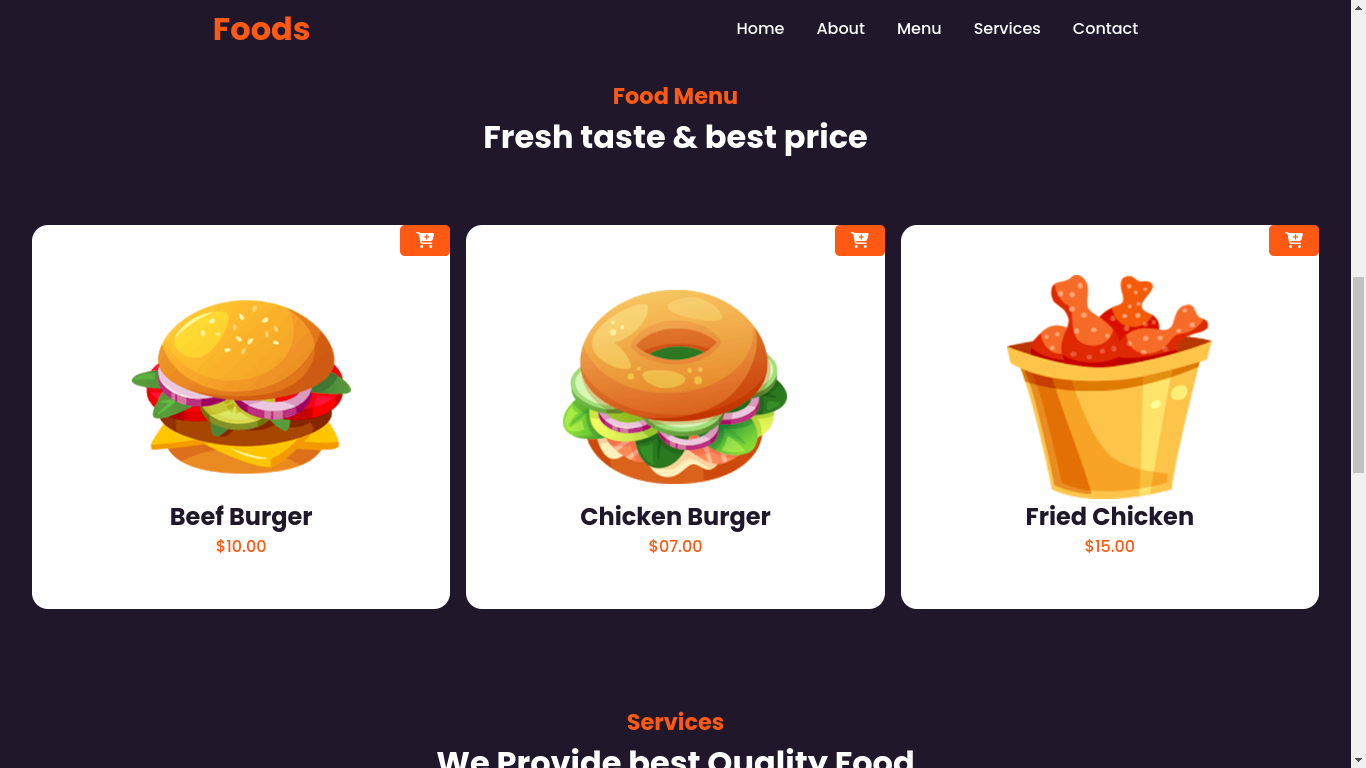 Foods
Home
About
Menu
Services
Contact
Food Menu
Fresh taste & best price
Beef Burger
$10.00
Chicken Burger
$07.00
Fried Chicken
$15.00
Services
We Provide best Quality Food